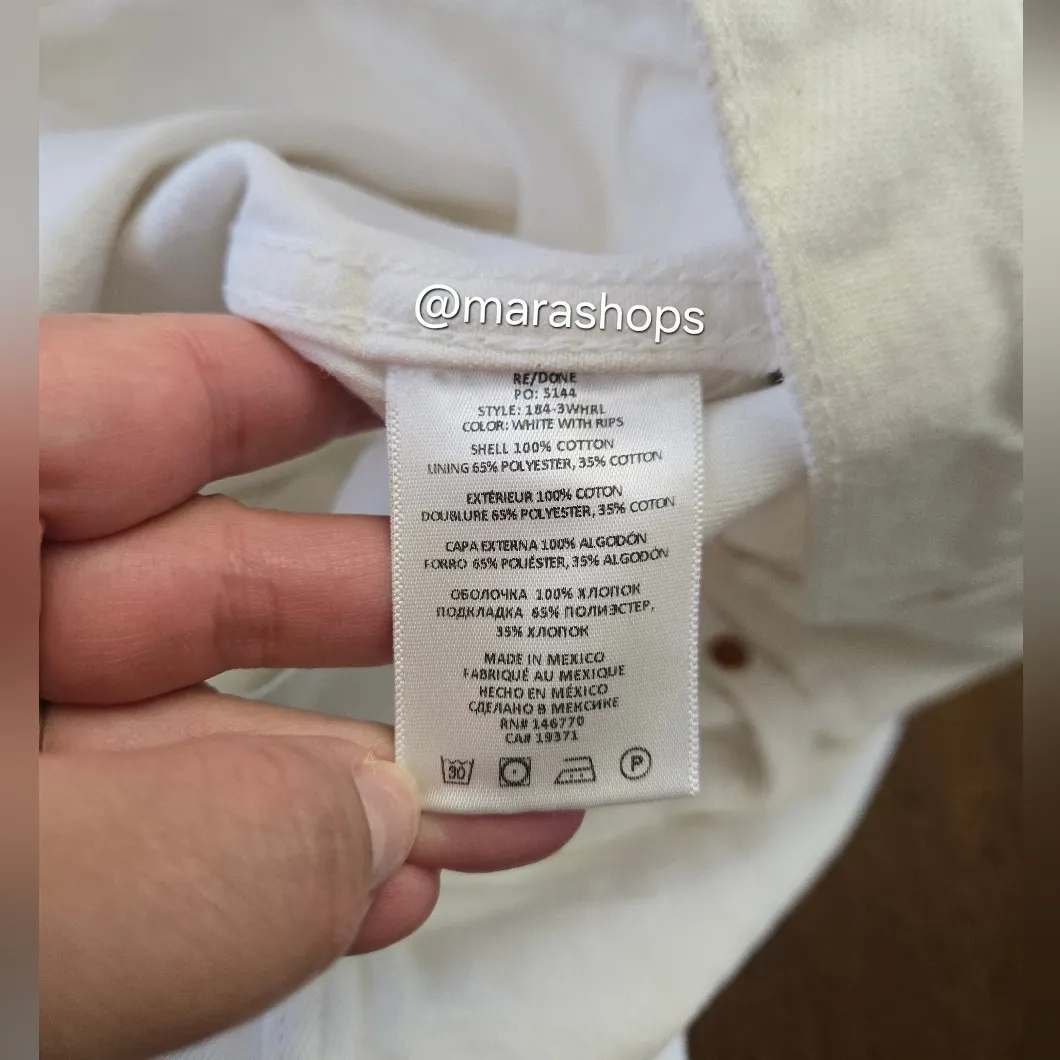 @marashops
RE/DONE
PO: 5144
STYLE: 184-3WHRL
COLOR: WHITE WITH RIPS
SHELL 100% COTTON
LINING 65% POLYESTER, 35% COTTON
EXTÉRIEUR 100% COTON
DOUBLURE 65% POLYESTER, 35% COTON
CAPA EXTERNA 100% ALGODÓN
FORRO 65% POLIÉSTER, 35% ALGODÓN
ОБОЛОЧКА 100% ХЛОПОК
ПОДКЛАДКА 65% ПОЛИЭСТЕР,
35% ХЛОПОК
MADE IN MEXICO
FABRIQUÉ AU MEXIQUE
HECHO EN MÉXICO
СДЕЛАНО В МЕКСИКЕ
RN# 146770
CA# 19371
30 P